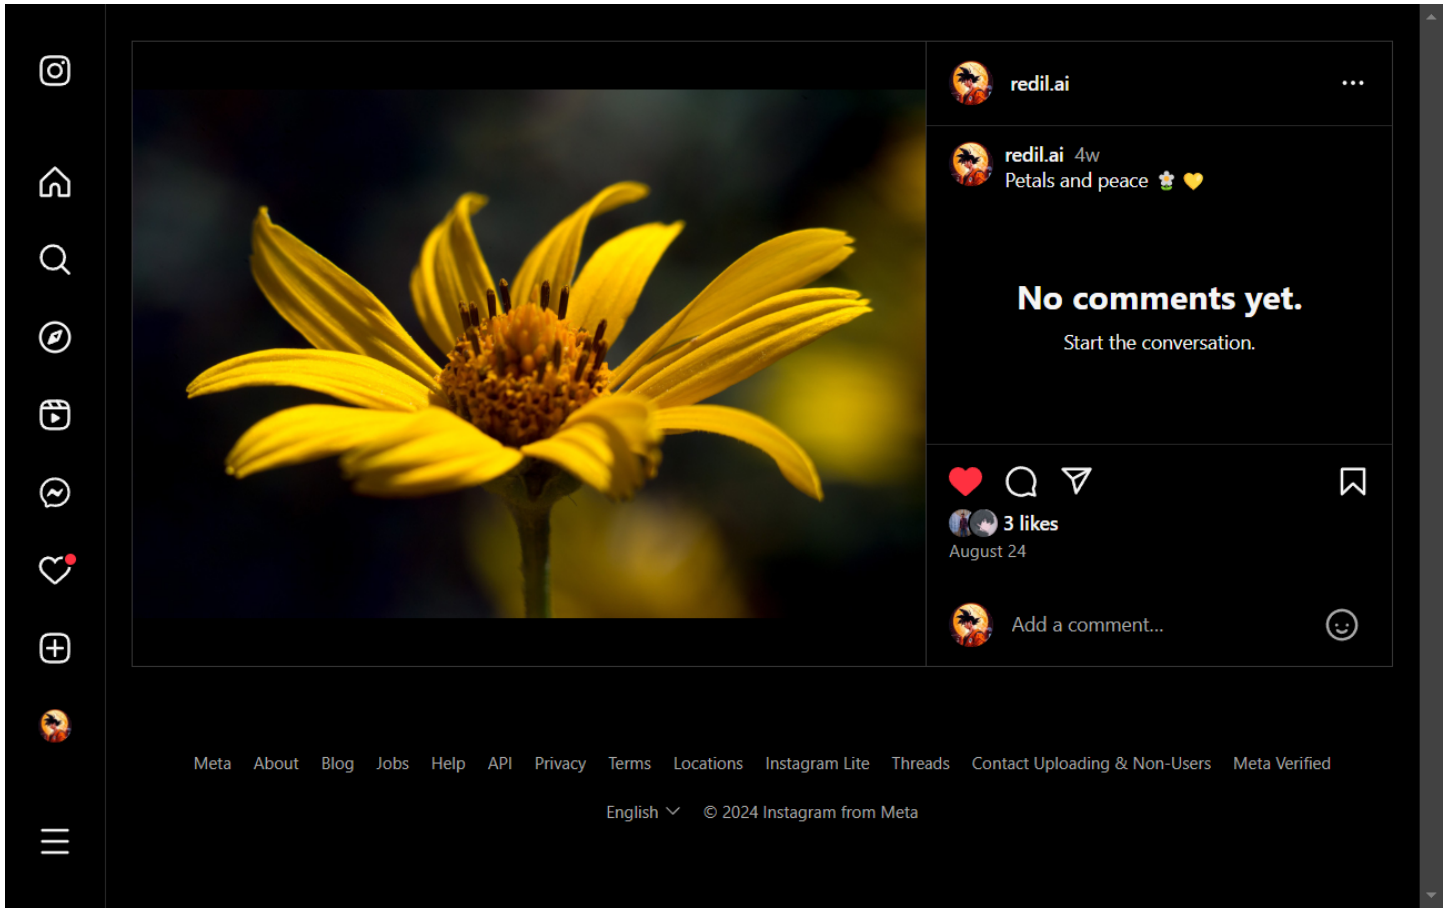 redil.ai
redil.ai 4w
Petals and peace 🌼 💛
No comments yet.
Start the conversation.
3 likes
August 24
Add a comment...
Meta About Blog Jobs Help API Privacy Terms Locations Instagram Lite Threads Contact Uploading & Non-Users Meta Verified
English © 2024 Instagram from Meta